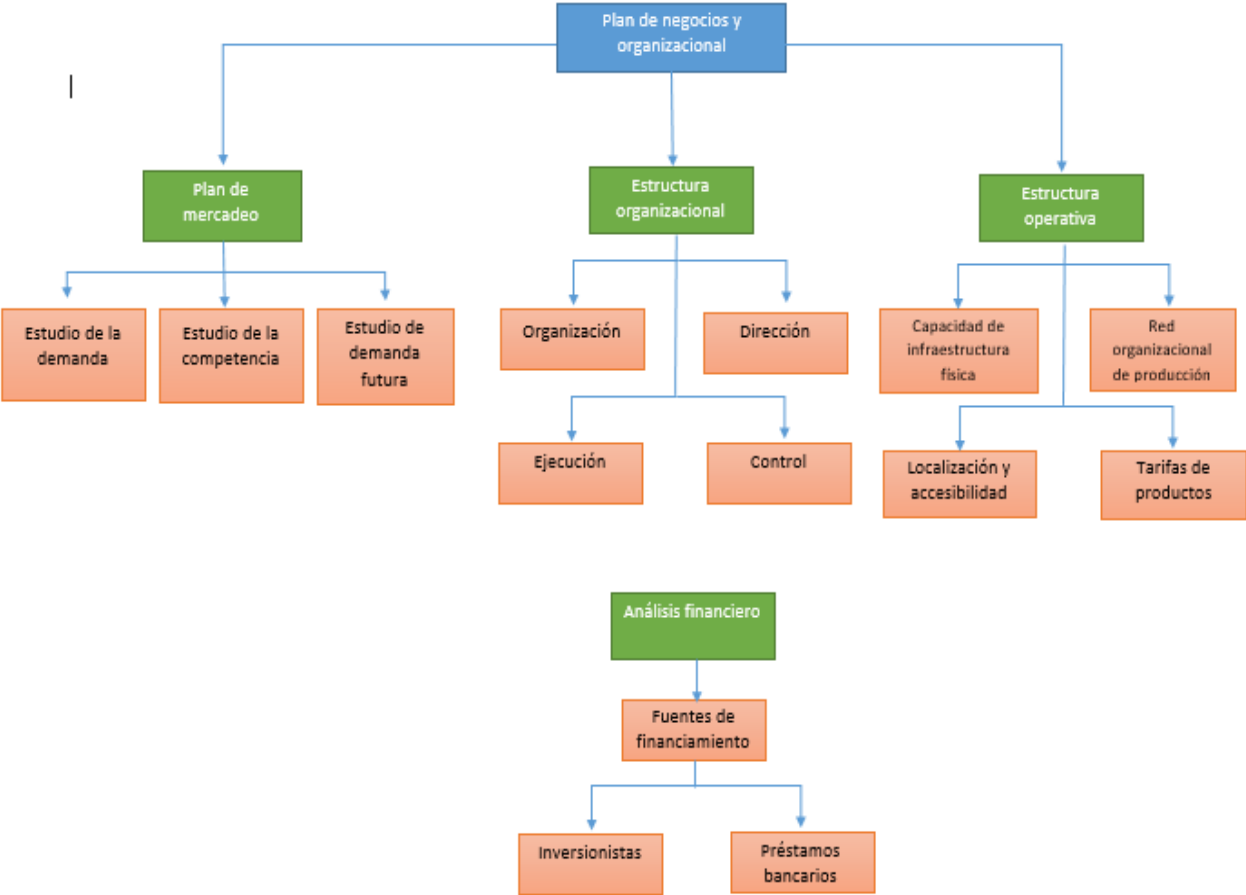 Plan de negocios y
organizacional
Plan de
mercadeo
Estructura
organizacional
Estructura
operativa
Estudio de la
demanda
Estudio de la
competencia
Estudio de
demanda
futura
Organización
Dirección
Capacidad de
infraestructura
física
Red
organizacional
de producción
Ejecución
Control
Localización y
accesibilidad
Tarifas de
productos
Análisis financiero
Fuentes de
financiamiento
Inversionistas
Préstamos
bancarios